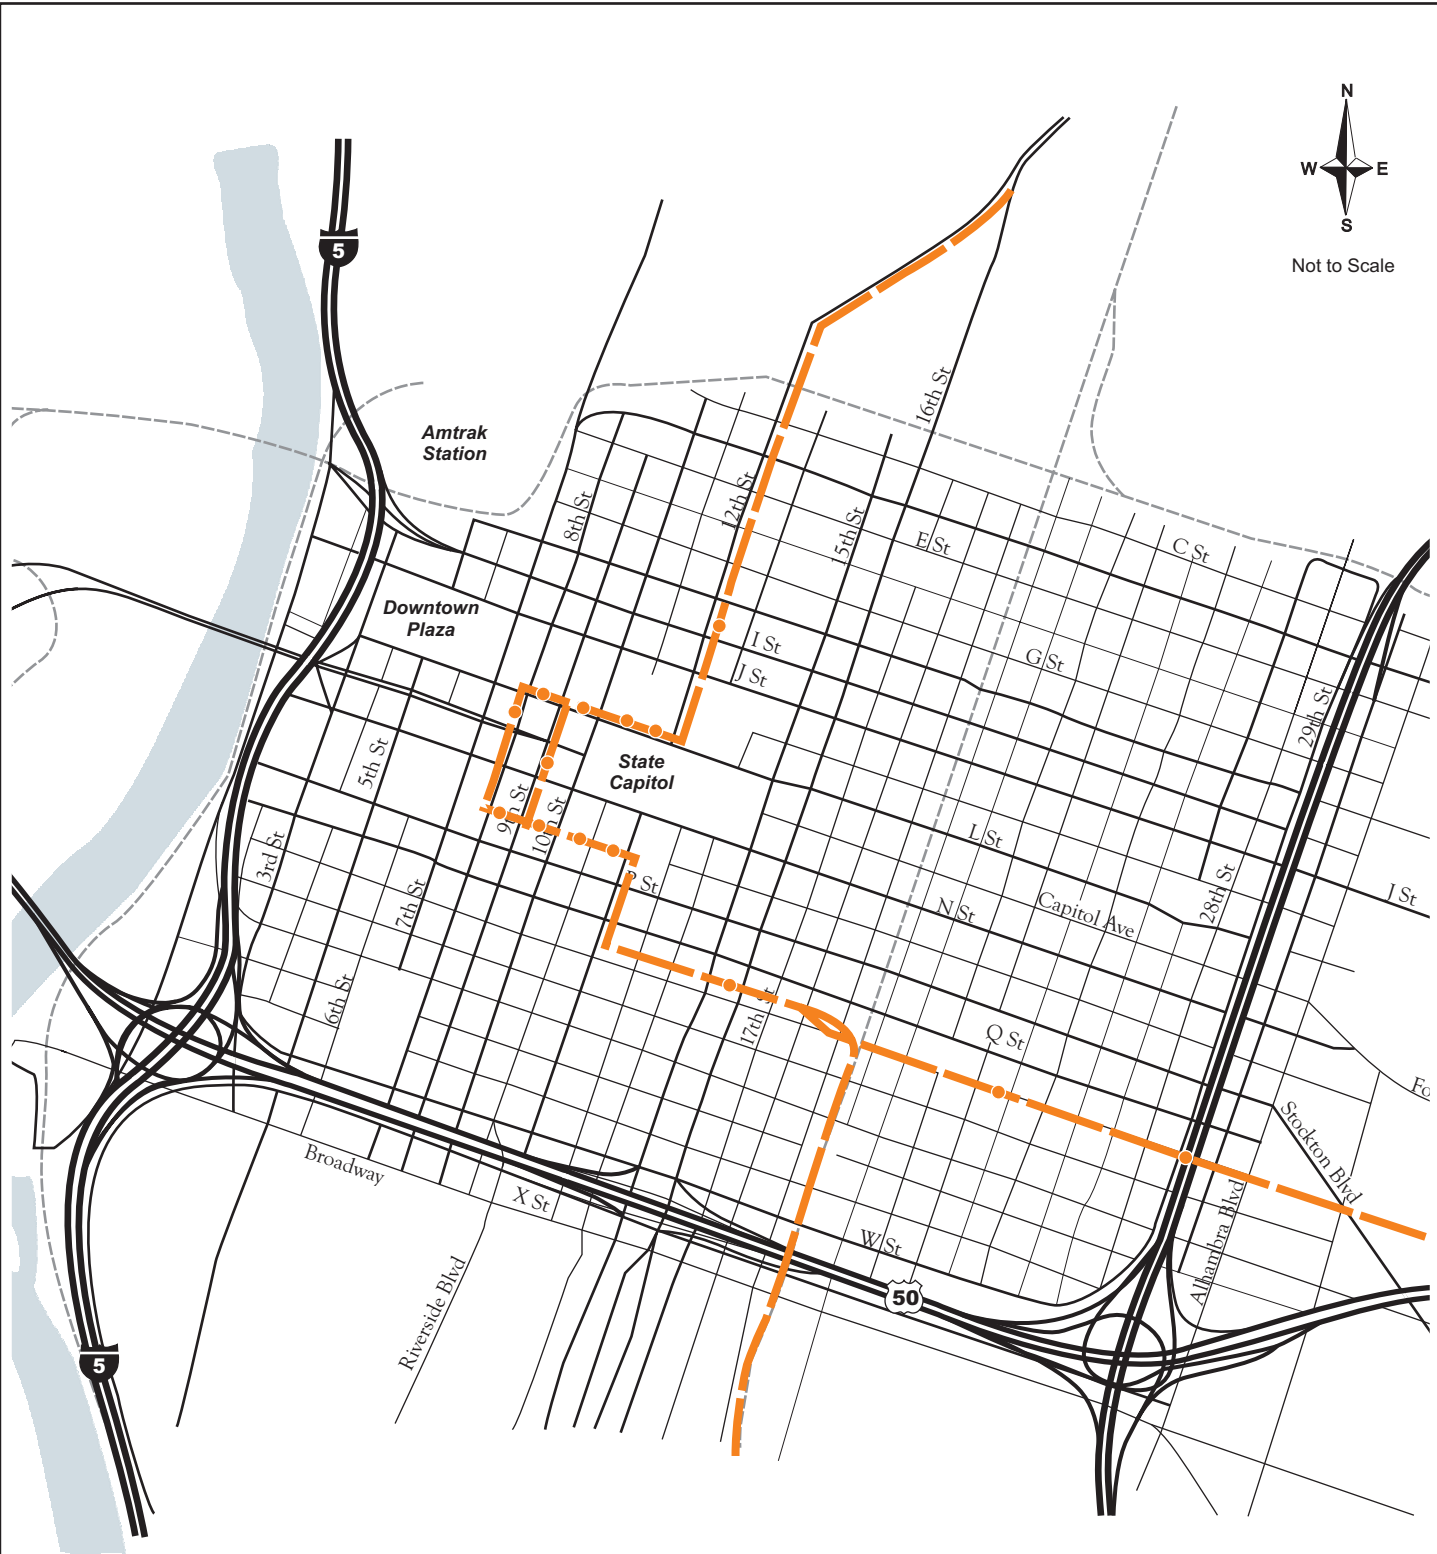 N
W E
S
Not to Scale
5
16th St
Amtrak
Station
12th St
8th St
15th St
E St
C St
Downtown
Plaza
I St
G St
J St
29th St
5th St
State
Capitol
9th St
10th St
L St
3rd St
P St
7th St
28th St
J St
N St
Capitol Ave
6th St
17th St
Q St
Fo
Stockton Blvd
Broadway
X St
Alhambra Blvd
W St
Riverside Blvd
50
5